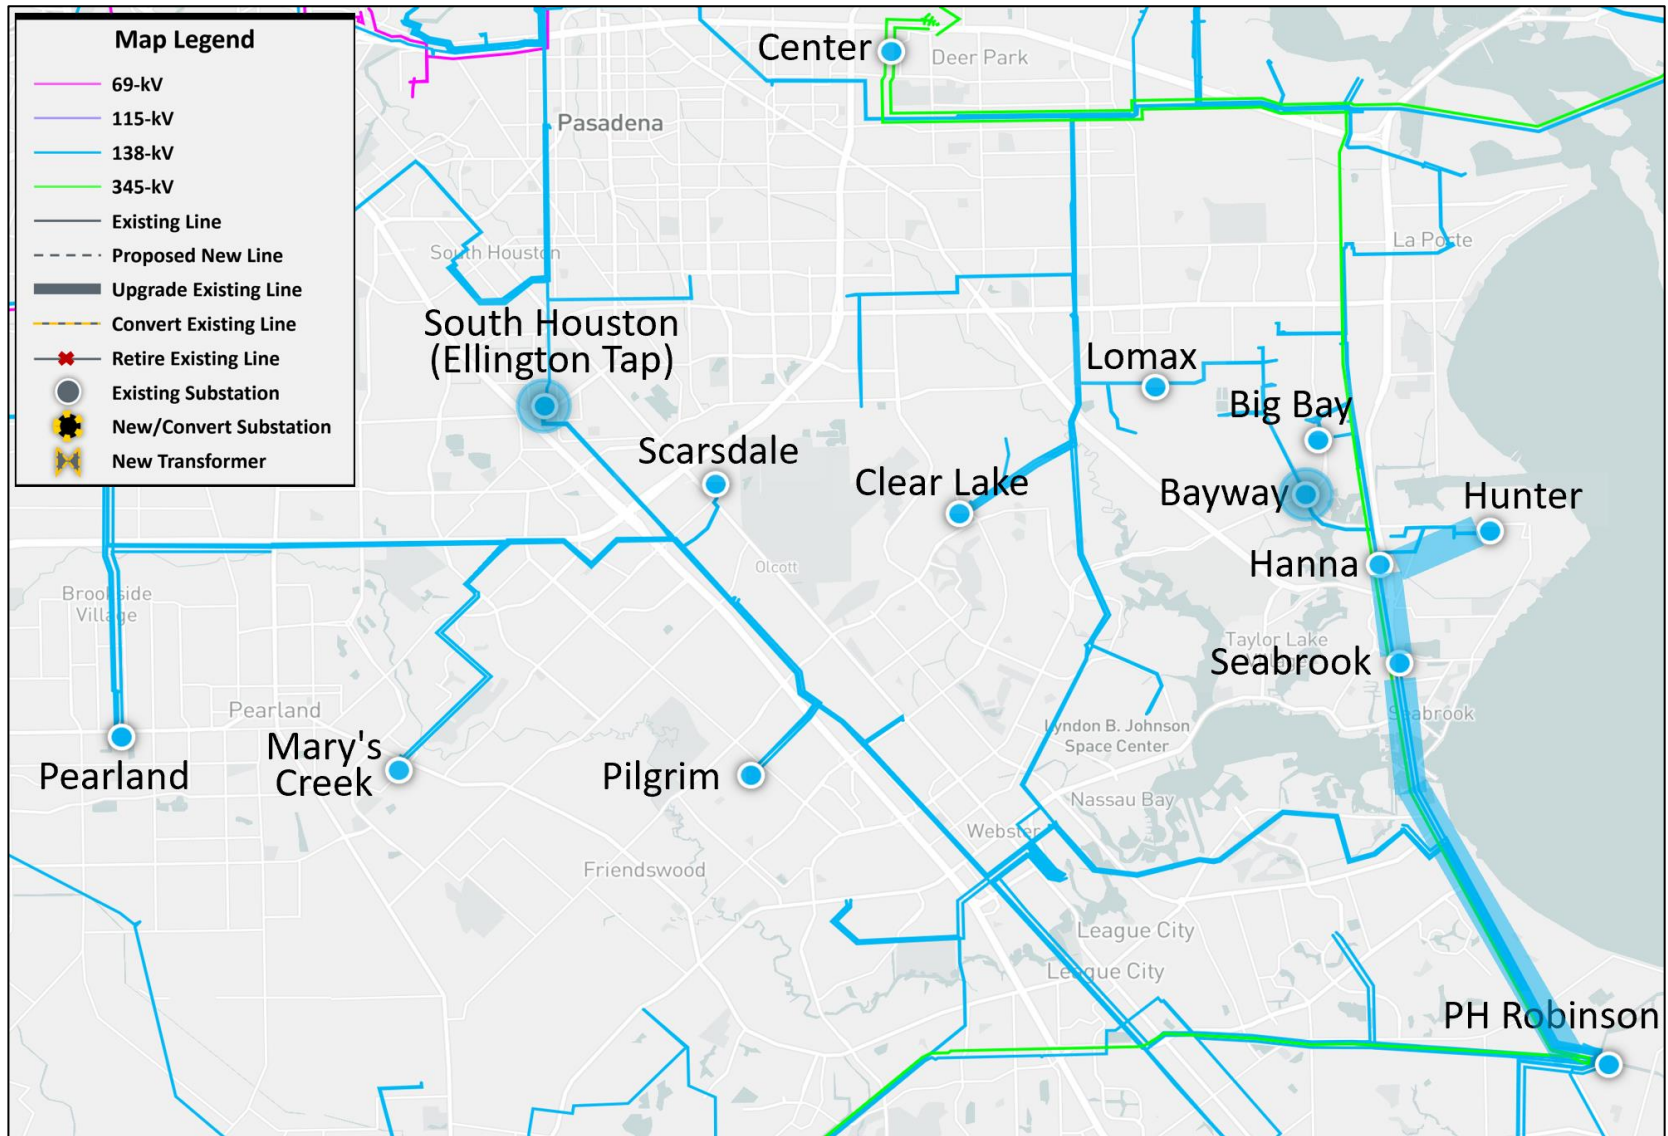 Map Legend
69-kV
115-kV
138-kV
345-kV
Existing Line
Proposed New Line
Upgrade Existing Line
Convert Existing Line
Retire Existing Line
Existing Substation
New/Convert Substation
New Transformer
Center
Deer Park
Pasadena
La Porte
South Houston
South Houston
(Ellington Tap)
Lomax
Big Bay
Scarsdale
Clear Lake
Bayway
Hunter
Hanna
Olcott
Brookside
Village
Taylor Lake
Seabrook
Seabrook
Pearland
Lyndon B. Johnson
Space Center
Mary's
Creek
Pearland
Pilgrim
Nassau Bay
Webster
Friendswood
League City
League City
PH Robinson